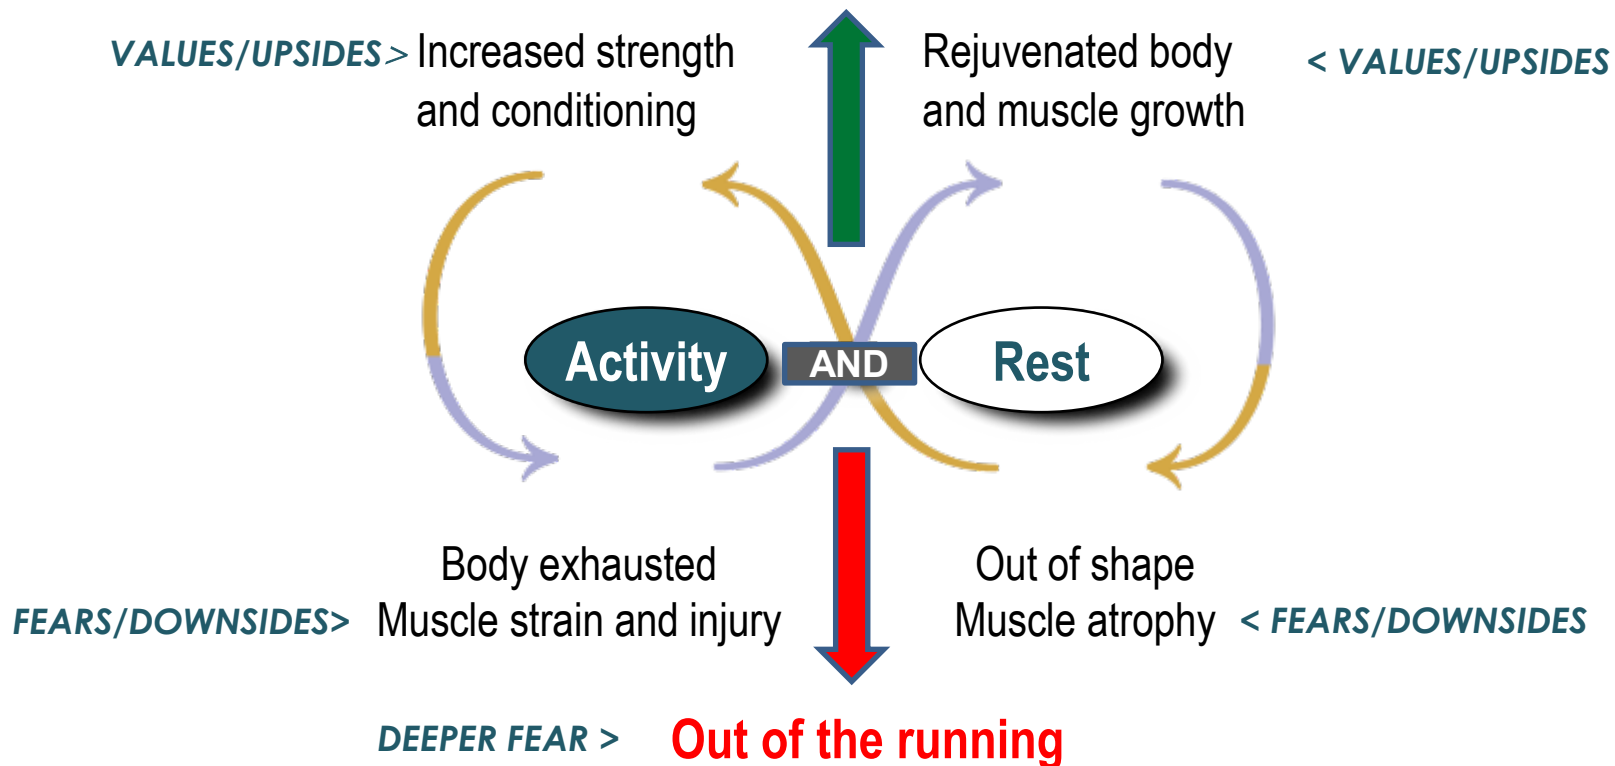 VALUES/UPSIDES > Increased strength
and conditioning
Rejuvenated body
and muscle growth
< VALUES/UPSIDES
Activity
AND
Rest
Body exhausted
FEARS/DOWNSIDES> Muscle strain and injury
Out of shape
Muscle atrophy < FEARS/DOWNSIDES
DEEPER FEAR > Out of the running